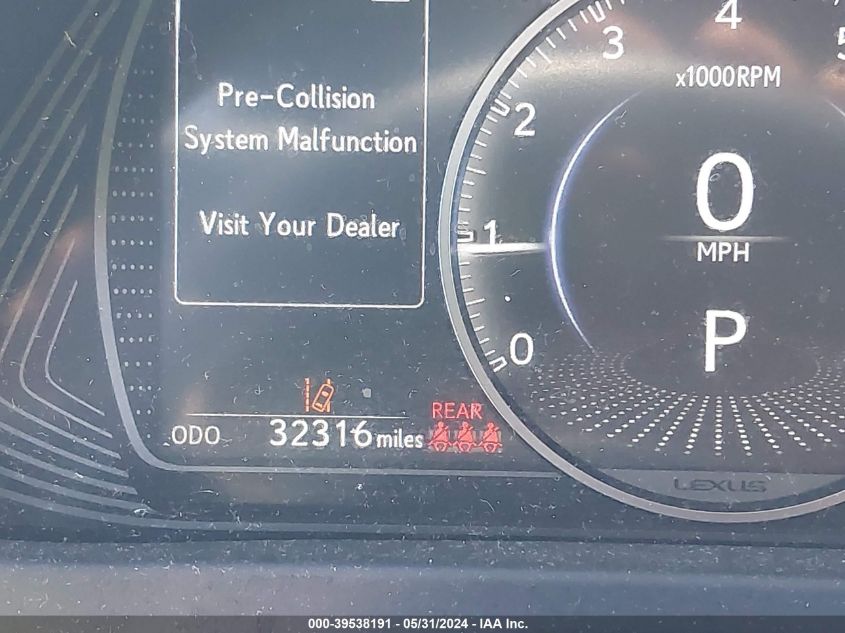 Pre-Collision
System Malfunction
Visit Your Dealer
ODO 32316 miles
REAR
0
1
2
3
4
5
x1000RPM
0
MPH
P
LEXUS
000-39538191 - 05/31/2024 - IAA Inc.